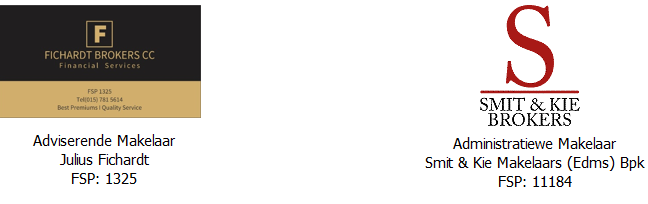 F
FICHARDT BROKERS CC
Financial Services
FSP 1325
Tel(015) 781 5614
Best Premiums I Quality Service
Adviserende Makelaar
Julius Fichardt
FSP: 1325
S
SMIT & KIE
BROKERS
Administratiewe Makelaar
Smit & Kie Makelaars (Edms) Bpk
FSP: 11184